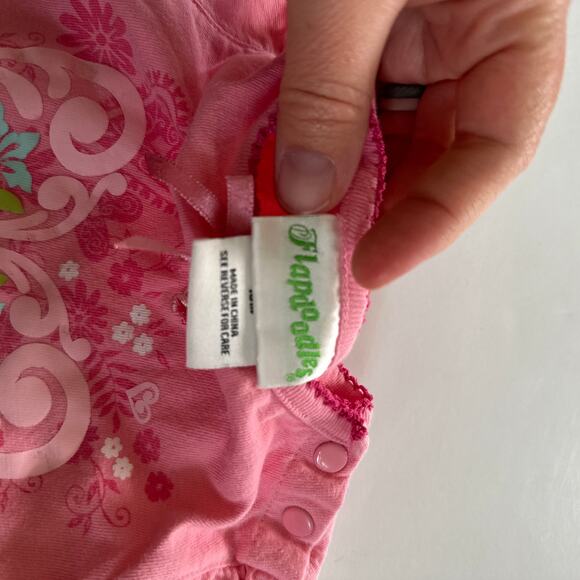 Flapdoodles
MADE IN CHINA
SEE REVERSE FOR CARE